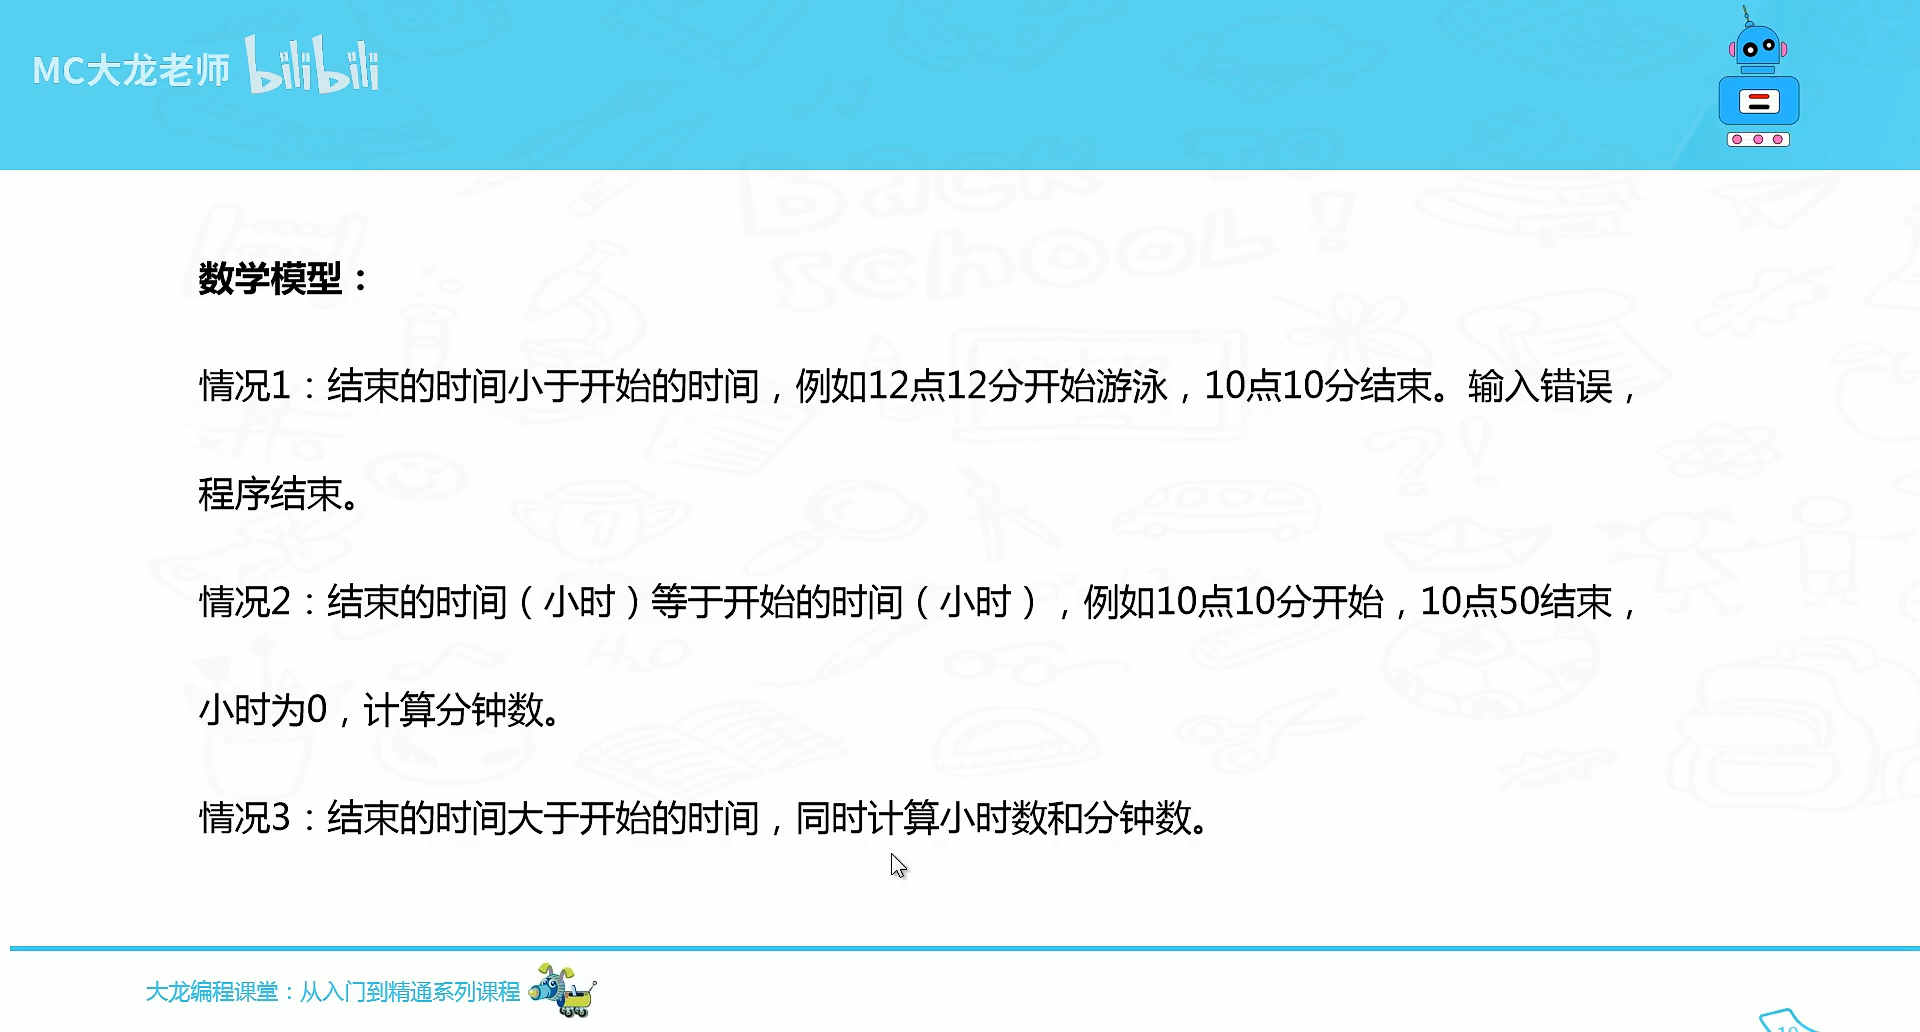 MC大龙老师 bilibili
数学模型：
情况1：结束的时间小于开始的时间，例如12点12分开始游泳，10点10分结束。输入错误，
程序结束。
情况2：结束的时间（小时）等于开始的时间（小时），例如10点10分开始，10点50结束，
小时为0，计算分钟数。
情况3：结束的时间大于开始的时间，同时计算小时数和分钟数。
大龙编程课堂：从入门到精通系列课程
BACK TO
SCHOOL!
H₂O